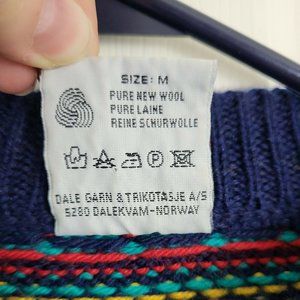 SIZE: M
PURE NEW WOOL
PURE LAINE
REINE SCHURWOLLE
P
DALE GARN & TRIKOTASJE A/S
5280 DALEKVAM-NORWAY